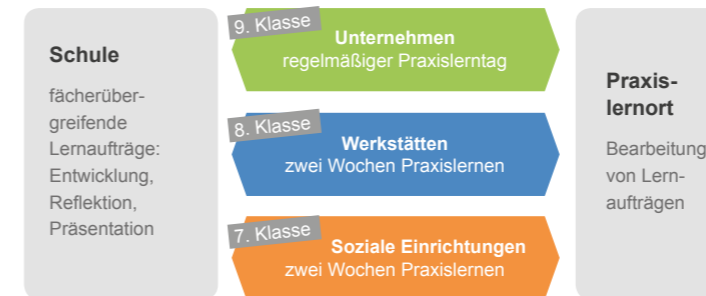 Schule
fächerüber-
greifende
Lernaufträge:
Entwicklung,
Reflektion,
Präsentation
9. Klasse
Unternehmen
regelmäßiger Praxislerntag
8. Klasse
Werkstätten
zwei Wochen Praxislernen
7. Klasse
Soziale Einrichtungen
zwei Wochen Praxislernen
Praxis-
lernort
Bearbeitung
von Lern-
aufträgen